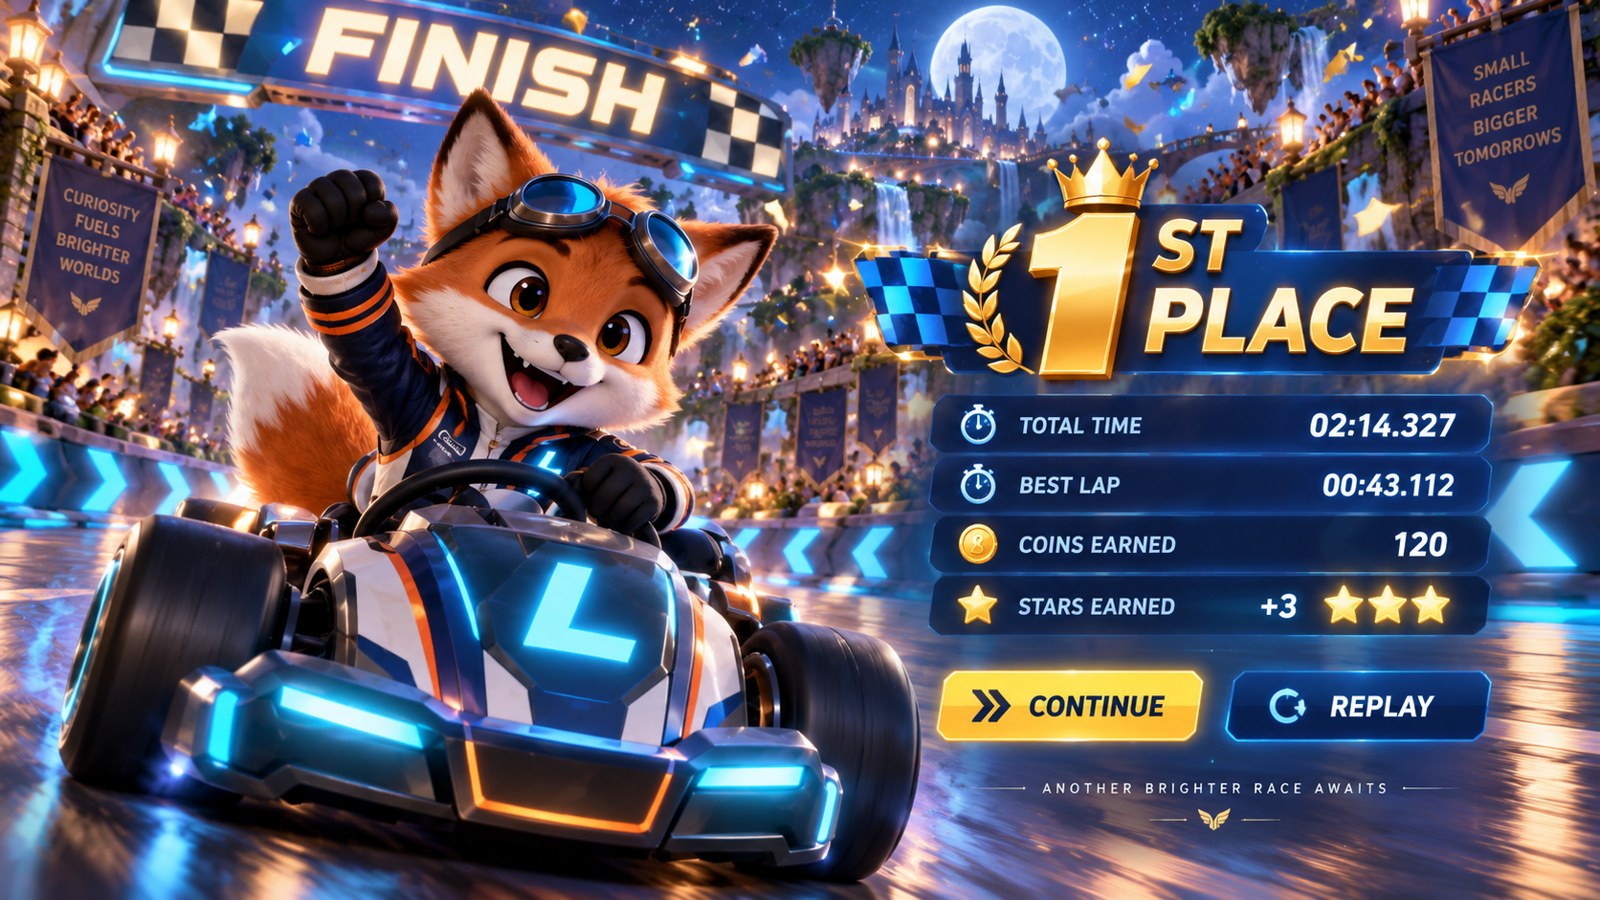 FINISH
CURIOSITY
FUELS
BRIGHTER
WORLDS
SMALL
RACERS
BIGGER
TOMORROWS
1ST
PLACE
TOTAL TIME 02:14.327
BEST LAP 00:43.112
COINS EARNED 120
STARS EARNED +3
CONTINUE
REPLAY
ANOTHER BRIGHTER RACE AWAITS
L
L